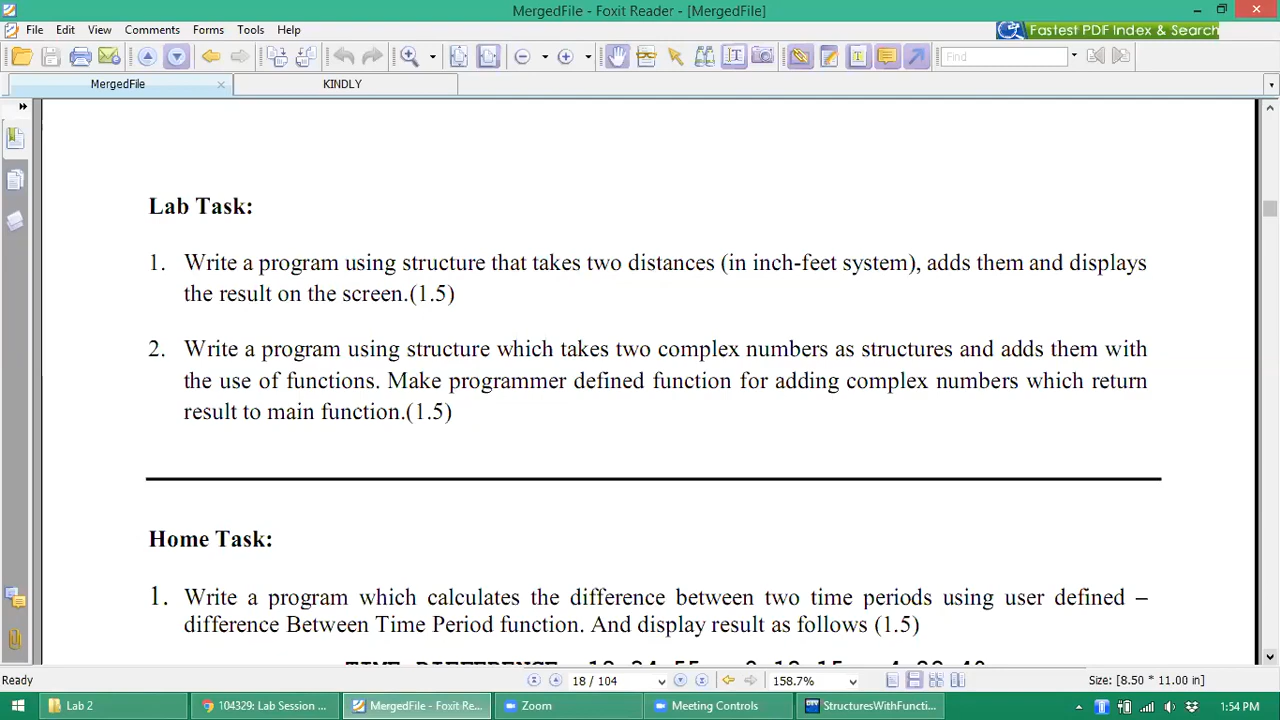 MergedFile - Foxit Reader - [MergedFile]
File Edit View Comments Forms Tools Help
Fastest PDF Index & Search
Find
MergedFile
KINDLY
Lab Task:
1. Write a program using structure that takes two distances (in inch-feet system), adds them and displays
the result on the screen.(1.5)
2. Write a program using structure which takes two complex numbers as structures and adds them with
the use of functions. Make programmer defined function for adding complex numbers which return
result to main function.(1.5)
Home Task:
1. Write a program which calculates the difference between two time periods using user defined –
difference Between Time Period function. And display result as follows (1.5)
Ready
18 / 104
158.7%
Size: [8.50 * 11.00 in]
Lab 2
104329: Lab Session ...
MergedFile - Foxit Re...
Zoom
Meeting Controls
StructuresWithFuncti...
1:54 PM